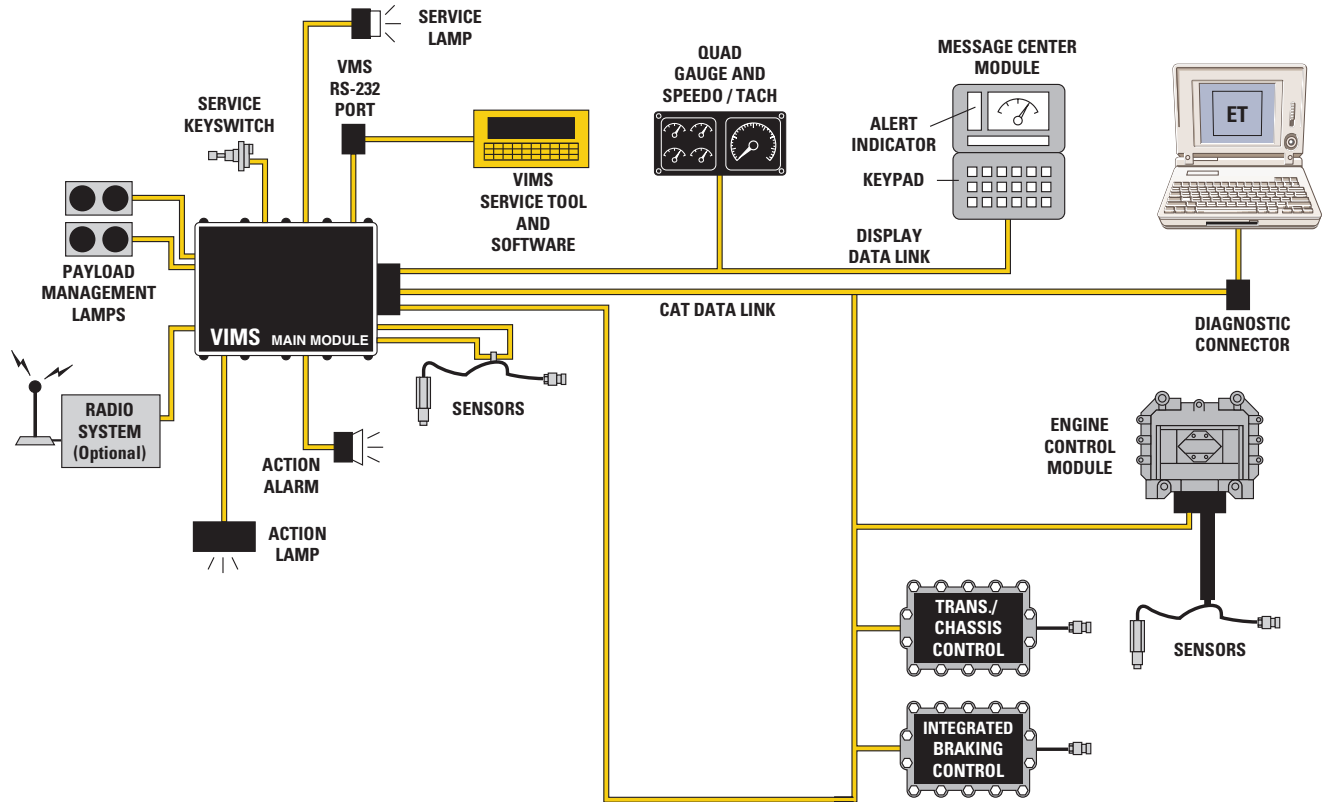 SERVICE
LAMP
VMS
RS-232
PORT
SERVICE
KEYSWITCH
QUAD
GAUGE AND
SPEEDO / TACH
MESSAGE CENTER
MODULE
ALERT
INDICATOR
KEYPAD
ET
VIMS
SERVICE TOOL
AND
SOFTWARE
PAYLOAD
MANAGEMENT
LAMPS
DISPLAY
DATA LINK
CAT DATA LINK
DIAGNOSTIC
CONNECTOR
VIMS MAIN MODULE
SENSORS
RADIO
SYSTEM
(Optional)
ACTION
ALARM
ACTION
LAMP
ENGINE
CONTROL
MODULE
SENSORS
TRANS./
CHASSIS
CONTROL
INTEGRATED
BRAKING
CONTROL